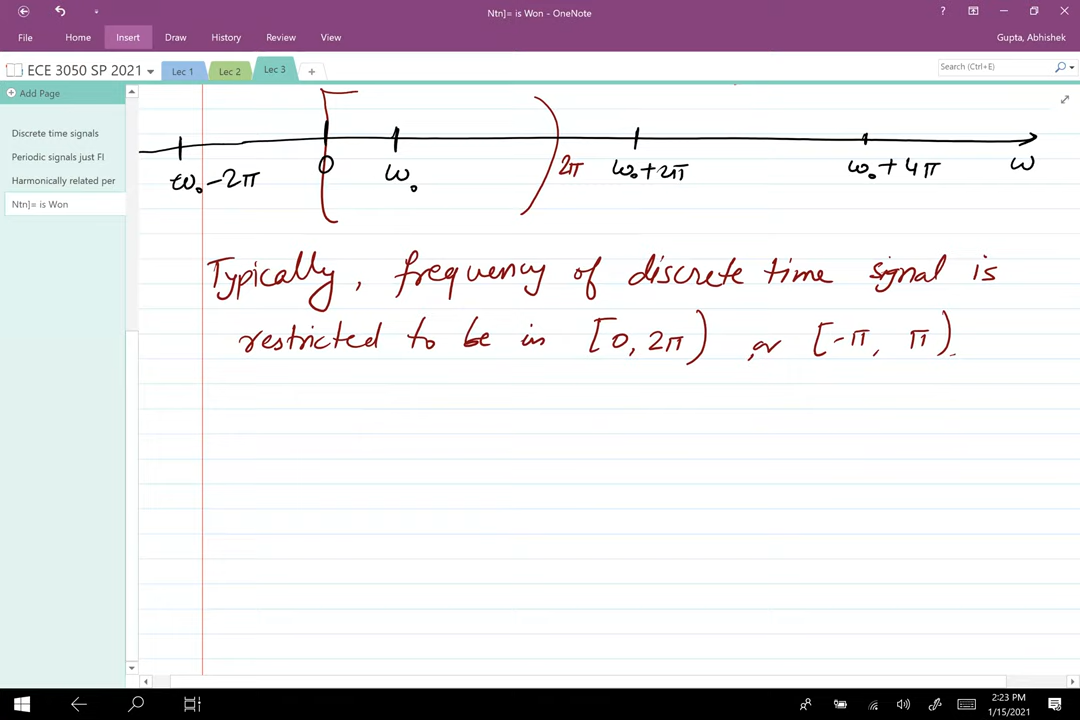 Ntn]= is Won - OneNote
?
File Home Insert Draw History Review View
Gupta, Abhishek
ECE 3050 SP 2021
Lec 1 Lec 2 Lec 3 +
Search (Ctrl+E)
Add Page
Discrete time signals
Periodic signals just FI
Harmonically related per
Ntn]= is Won
ω₀-2π 0 ω₀ 2π ω₀+2π ω₀+4π ω
Typically, frequency of discrete time signal is
restricted to be in [0, 2π) or [-π, π).
2:23 PM
1/15/2021